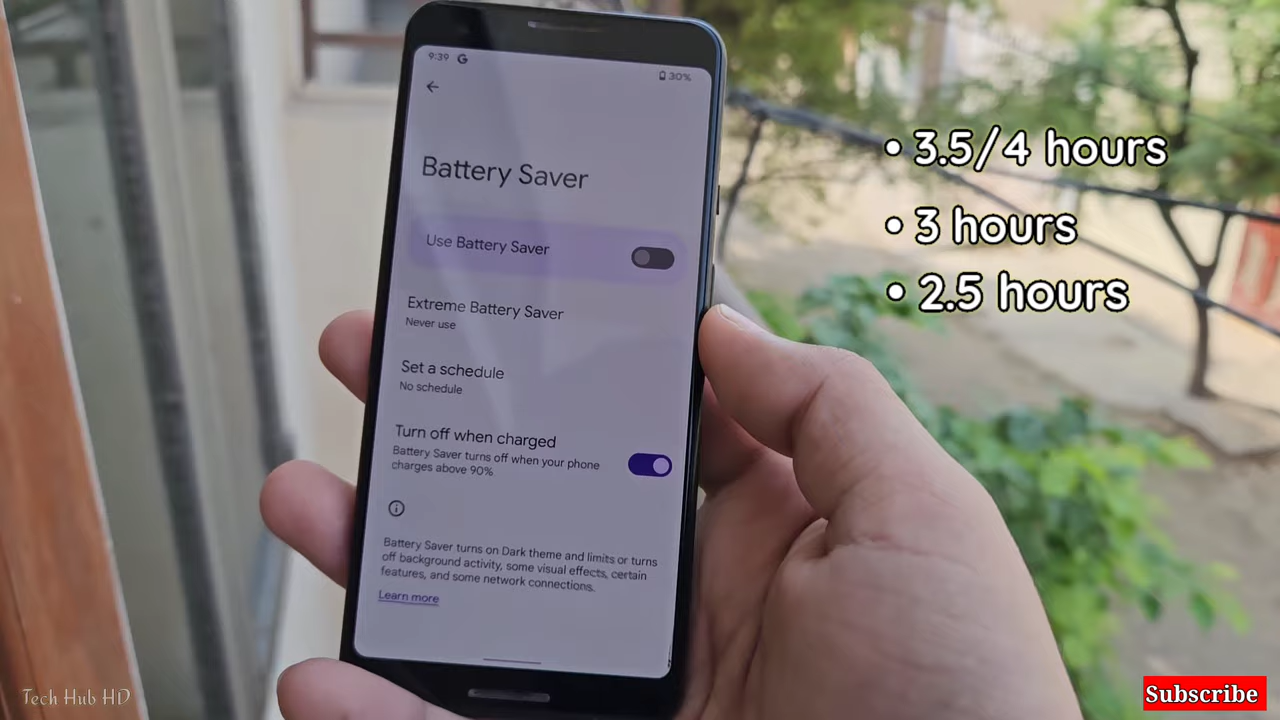 9:39 G
30%
Battery Saver
Use Battery Saver
Extreme Battery Saver
Never use
Set a schedule
No schedule
Turn off when charged
Battery Saver turns off when your phone
charges above 90%
Battery Saver turns on Dark theme and limits or turns
off background activity, some visual effects, certain
features, and some network connections.
Learn more
• 3.5/4 hours
• 3 hours
• 2.5 hours
Tech Hub HD
Subscribe